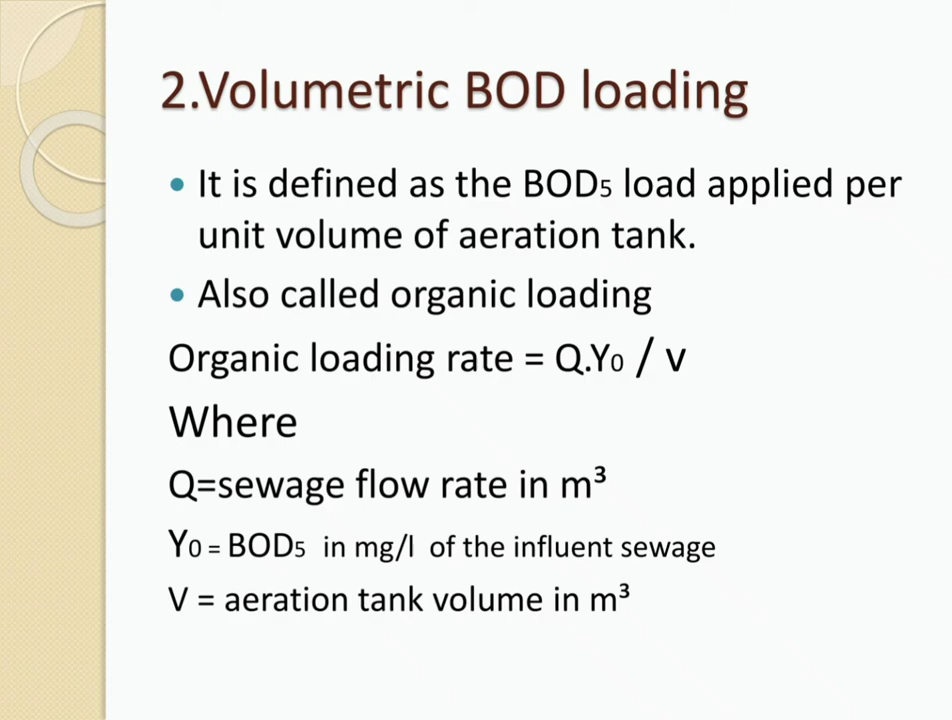 2.Volumetric BOD loading
• It is defined as the BOD5 load applied per
unit volume of aeration tank.
• Also called organic loading
Organic loading rate = Q.Y0 / v
Where
Q=sewage flow rate in m³
Y0 = BOD5 in mg/l of the influent sewage
V = aeration tank volume in m³